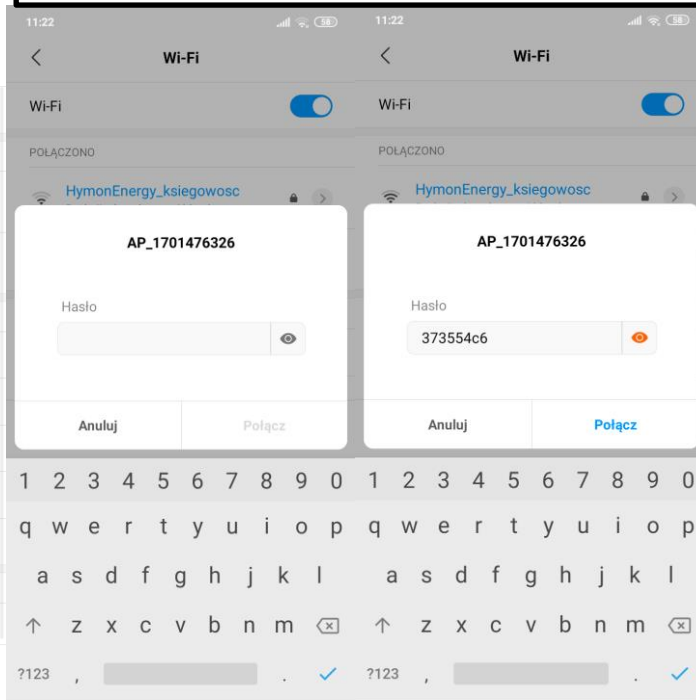 11:22
58
Wi-Fi
Wi-Fi
POŁĄCZONO
HymonEnergy_ksiegowosc
AP_1701476326
Hasło
Anuluj
Połącz
1 2 3 4 5 6 7 8 9 0
q w e r t y u i o p
a s d f g h j k l
z x c v b n m
?123 , .
11:22
58
Wi-Fi
Wi-Fi
POŁĄCZONO
HymonEnergy_ksiegowosc
AP_1701476326
Hasło
373554c6
Anuluj
Połącz
1 2 3 4 5 6 7 8 9 0
q w e r t y u i o p
a s d f g h j k l
z x c v b n m
?123 , .